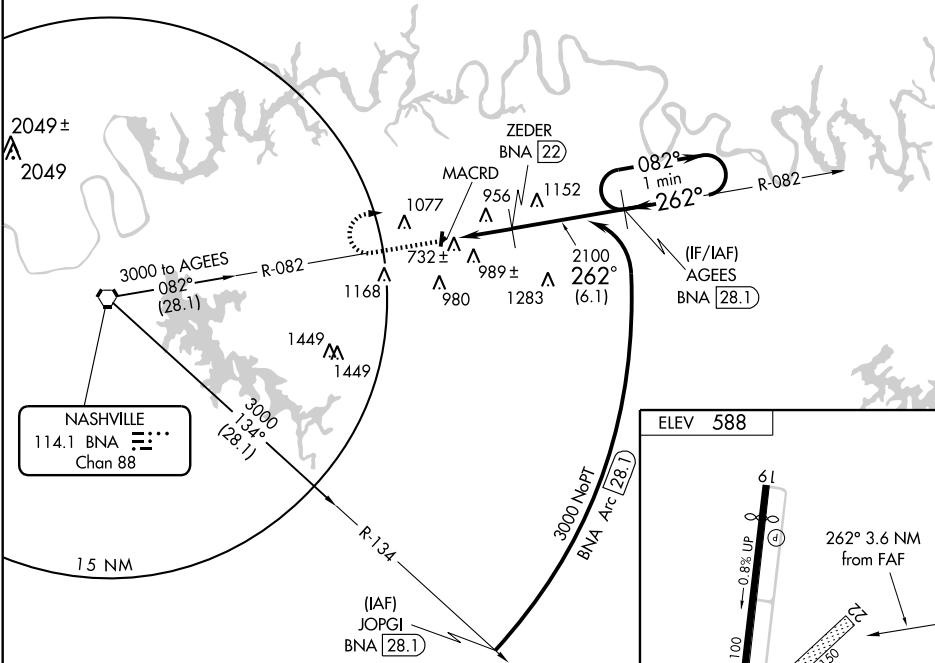 2049±
2049
ZEDER
BNA 22
MACRD
082°
1 min
262°
R-082
1077
956
1152
3000 to AGEES
082°
(28.1)
R-082
732±
989±
1168
980
1283
2100
262°
(6.1)
(IF/IAF)
AGEES
BNA 28.1
1449
1449
NASHVILLE
114.1 BNA
Chan 88
3000
134°
(28.1)
3000 NoPT
BNA Arc 28.1
R-134
15 NM
(IAF)
JOPGI
BNA 28.1
ELEV 588
19
P
0.8% UP
262° 3.6 NM
from FAF
22